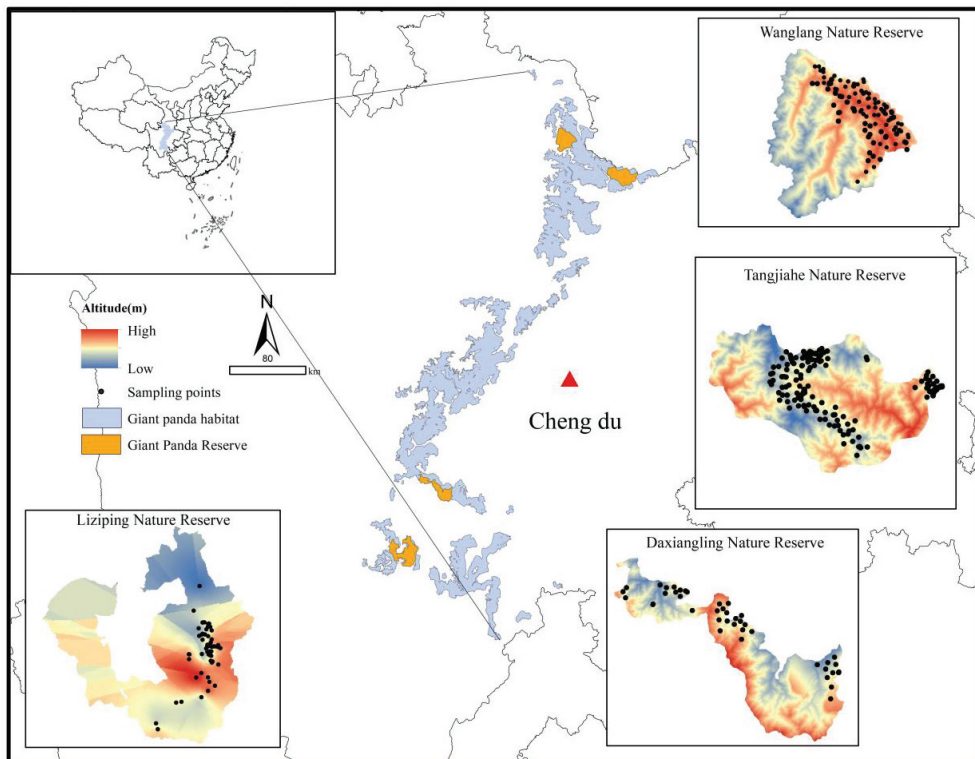 Wanglang Nature Reserve
Tangjiahe Nature Reserve
N
80
km
Altitude(m)
High
Low
Sampling points
Giant panda habitat
Giant Panda Reserve
Cheng du
Liziping Nature Reserve
Daxiangling Nature Reserve